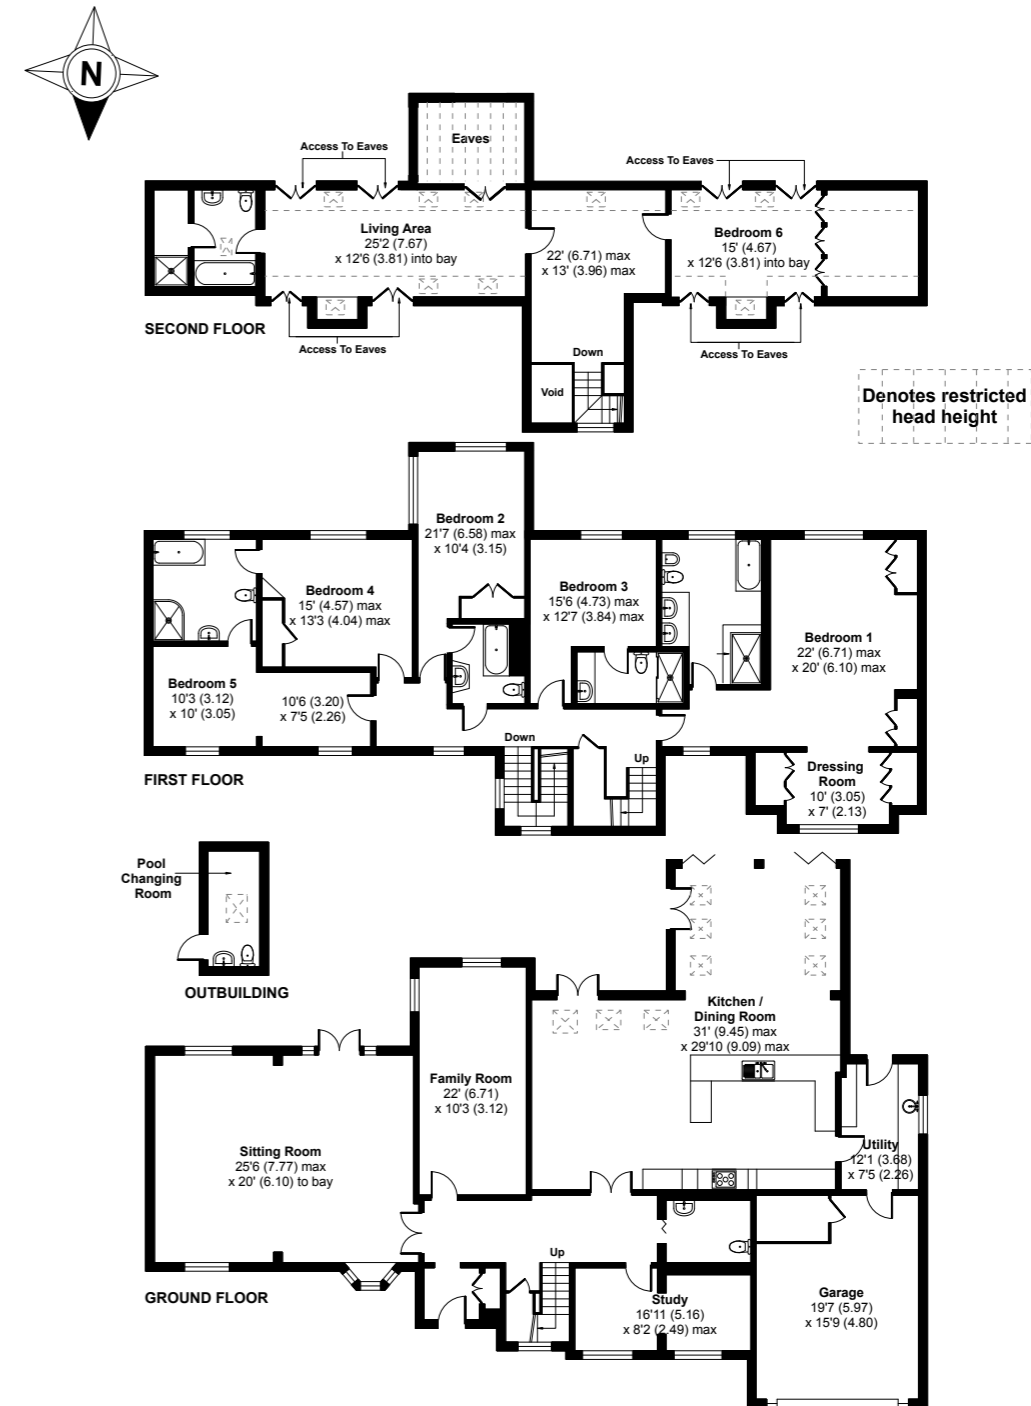 N
Eaves
Access To Eaves
Access To Eaves
Living Area
25'2 (7.67)
x 12'6 (3.81) into bay
22' (6.71) max
x 13' (3.96) max
Bedroom 6
15' (4.67)
x 12'6 (3.81) into bay
SECOND FLOOR
Access To Eaves
Down
Access To Eaves
Void
Denotes restricted
head height
Bedroom 2
21'7 (6.58) max
x 10'4 (3.15)
Bedroom 4
15' (4.57) max
x 13'3 (4.04) max
Bedroom 3
15'6 (4.73) max
x 12'7 (3.84) max
Bedroom 1
22' (6.71) max
x 20' (6.10) max
Bedroom 5
10'3 (3.12)
x 10' (3.05)
10'6 (3.20)
x 7'5 (2.26)
Down
Up
Dressing
Room
10' (3.05)
x 7' (2.13)
FIRST FLOOR
Pool
Changing
Room
OUTBUILDING
Kitchen /
Dining Room
31' (9.45) max
x 29'10 (9.09) max
Family Room
22' (6.71)
x 10'3 (3.12)
Sitting Room
25'6 (7.77) max
x 20' (6.10) to bay
Utility
12'1 (3.68)
x 7'5 (2.26)
Up
Study
16'11 (5.16)
x 8'2 (2.49) max
Garage
19'7 (5.97)
x 15'9 (4.80)
GROUND FLOOR